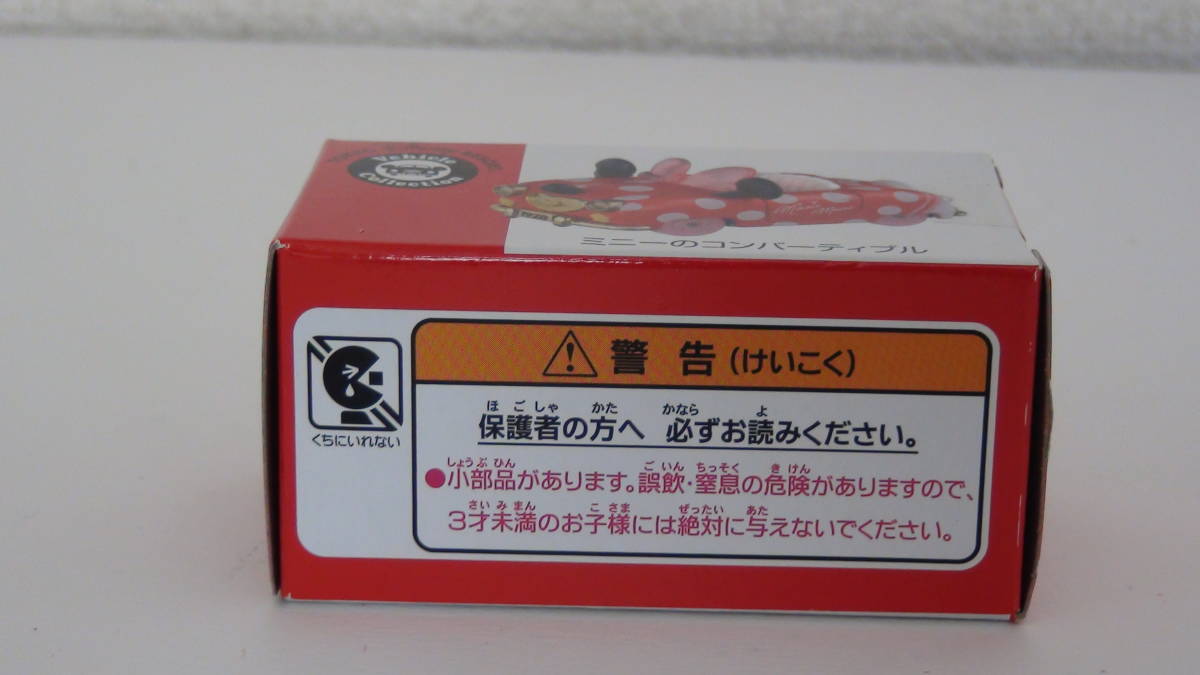 Vehicle
Collection
Minnie Mouse
ミニーのコンバーティブル
警告(けいこく)
くちにいれない
ほごしゃ かた かなら よ
保護者の方へ 必ずお読みください。
しょうぶひん ごいん ちっそく きけん
●小部品があります。誤飲・窒息の危険がありますので、
さいみまん こさま ぜったい あた
3才未満のお子様には絶対に与えないでください。